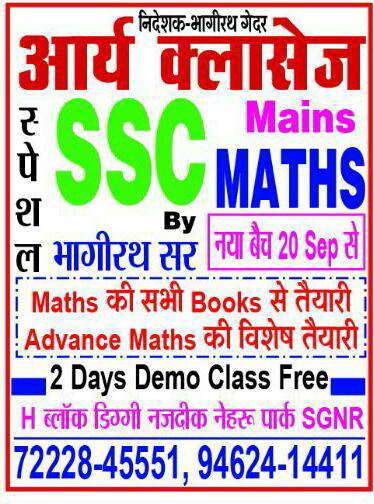 निदेशक-भागीरथ गेदर
आर्य क्लासेज
स्पेशल
SSC
Mains
MATHS
By
भागीरथ सर
नया बैच 20 Sep से
Maths की सभी Books से तैयारी
Advance Maths की विशेष तैयारी
2 Days Demo Class Free
H ब्लॉक डिग्गी नजदीक नेहरू पार्क SGNR
72228-45551, 94624-14411